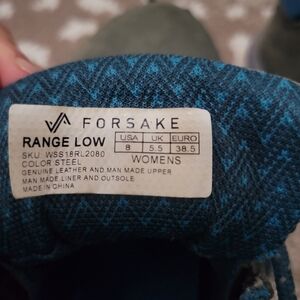 FORSAKE
RANGE LOW
SKU: WSS18RL2080
COLOR:STEEL
USA UK EURO
8 5.5 38.5
WOMENS
GENUINE LEATHER AND MAN MADE UPPER
MAN MADE LINER AND OUTSOLE
MADE IN CHINA